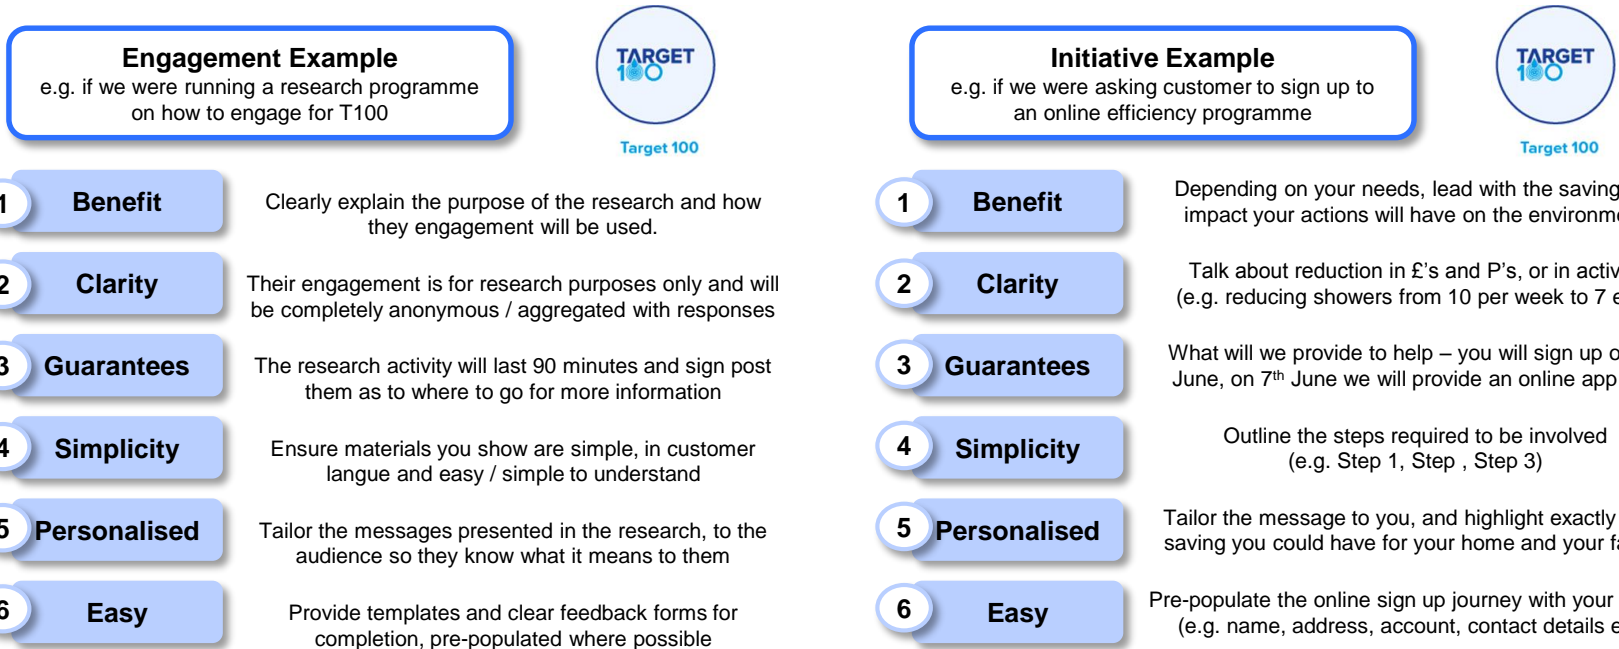 Engagement Example
e.g. if we were running a research programme
on how to engage for T100
TARGET
100
Target 100
1 Benefit
Clearly explain the purpose of the research and how
they engagement will be used.
2 Clarity
Their engagement is for research purposes only and will
be completely anonymous / aggregated with responses
3 Guarantees
The research activity will last 90 minutes and sign post
them as to where to go for more information
4 Simplicity
Ensure materials you show are simple, in customer
langue and easy / simple to understand
5 Personalised
Tailor the messages presented in the research, to the
audience so they know what it means to them
6 Easy
Provide templates and clear feedback forms for
completion, pre-populated where possible
Initiative Example
e.g. if we were asking customer to sign up to
an online efficiency programme
TARGET
100
Target 100
1 Benefit
Depending on your needs, lead with the saving
impact your actions will have on the
2 Clarity
Talk about reduction in £'s and P's, or in
(e.g. reducing showers from 10 per week to 7
3 Guarantees
What will we provide to help – you will sign up
June, on 7th June we will provide an online app
4 Simplicity
Outline the steps required to be involved
(e.g. Step 1, Step , Step 3)
5 Personalised
Tailor the message to you, and highlight exactly
saving you could have for your home and your
6 Easy
Pre-populate the online sign up journey with your
(e.g. name, address, account, contact details